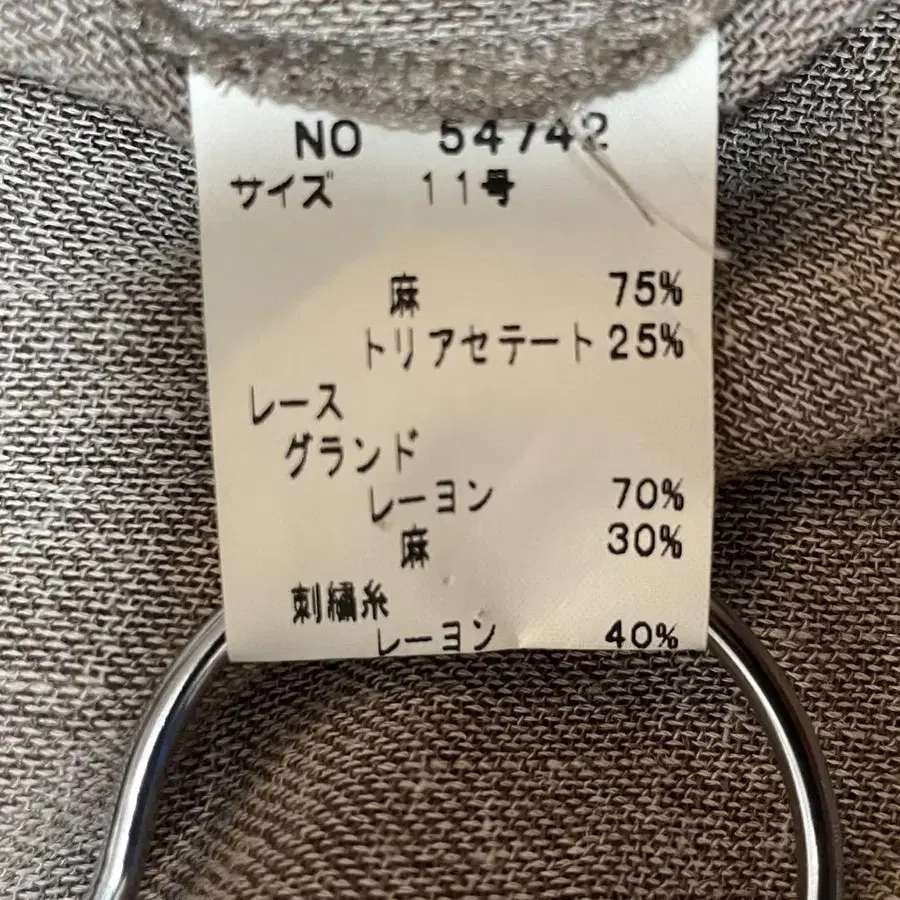 NO 54742
サイズ 11号
麻 75%
トリアセテート 25%
レース
グランド
レーヨン 70%
麻 30%
刺繍糸
レーヨン 40%